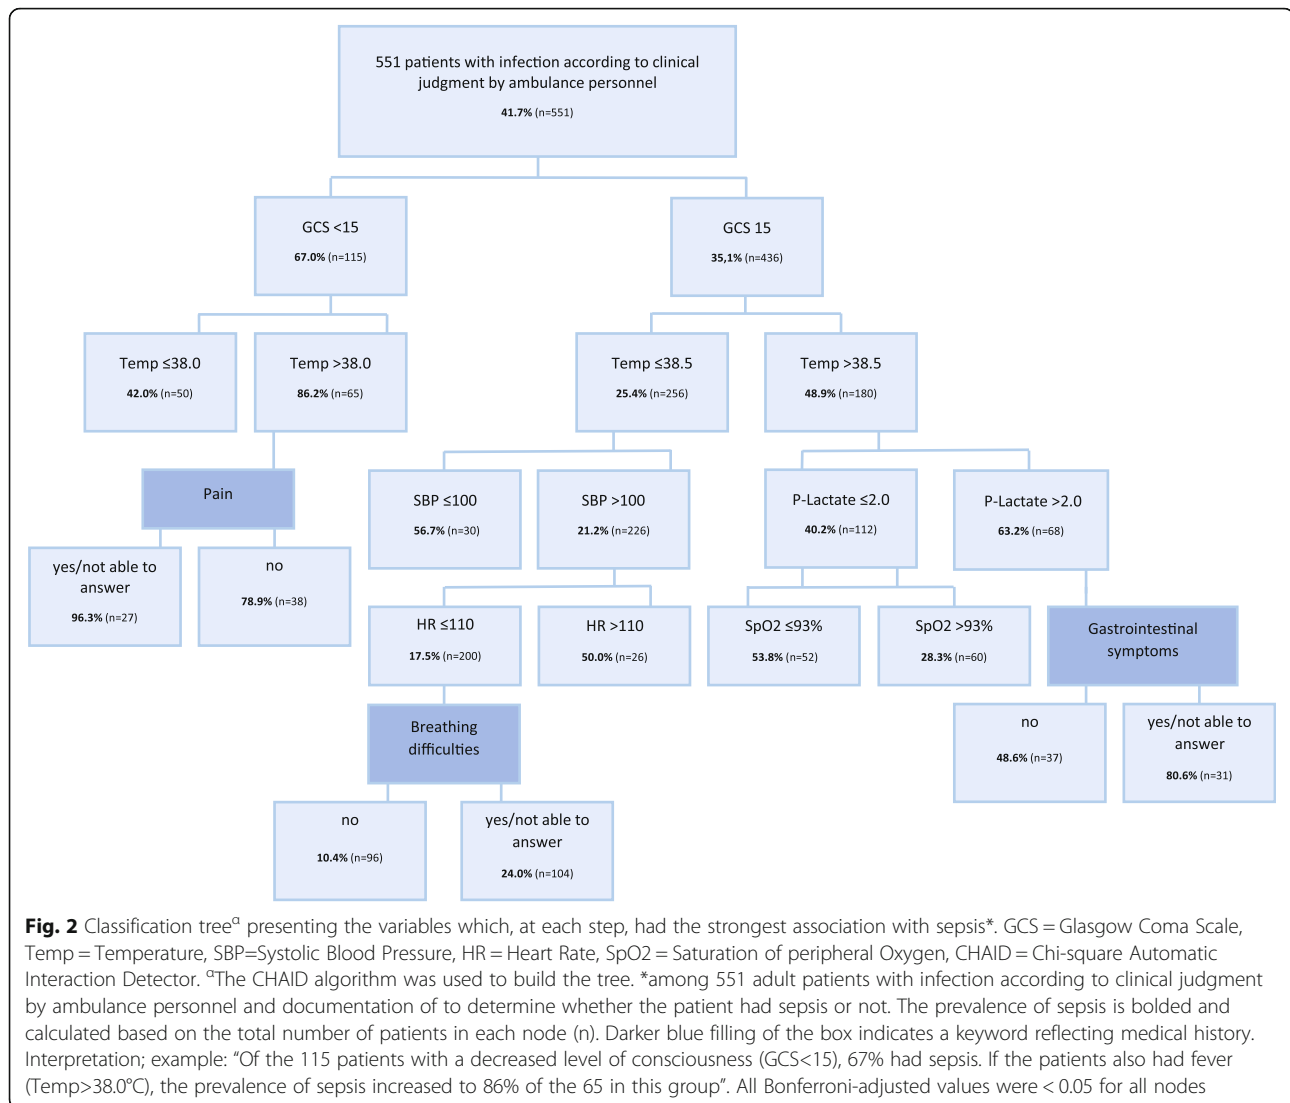 551 patients with infection according to clinical
judgment by ambulance personnel
41.7% (n=551)
GCS <15
67.0% (n=115)
GCS 15
35,1% (n=436)
Temp ≤38.0
42.0% (n=50)
Temp >38.0
86.2% (n=65)
Temp ≤38.5
25.4% (n=256)
Temp >38.5
48.9% (n=180)
Pain
SBP ≤100
56.7% (n=30)
SBP >100
21.2% (n=226)
P-Lactate ≤2.0
40.2% (n=112)
P-Lactate >2.0
63.2% (n=68)
yes/not able to
answer
96.3% (n=27)
no
78.9% (n=38)
HR ≤110
17.5% (n=200)
HR >110
50.0% (n=26)
SpO2 ≤93%
53.8% (n=52)
SpO2 >93%
28.3% (n=60)
Gastrointestinal
symptoms
Breathing
difficulties
no
48.6% (n=37)
yes/not able to
answer
80.6% (n=31)
no
10.4% (n=96)
yes/not able to
answer
24.0% (n=104)
Fig. 2 Classification treeᵅ presenting the variables which, at each step, had the strongest association with sepsis*. GCS = Glasgow Coma Scale,
Temp = Temperature, SBP=Systolic Blood Pressure, HR = Heart Rate, SpO2 = Saturation of peripheral Oxygen, CHAID = Chi-square Automatic
Interaction Detector. ᵅThe CHAID algorithm was used to build the tree. *among 551 adult patients with infection according to clinical judgment
by ambulance personnel and documentation of to determine whether the patient had sepsis or not. The prevalence of sepsis is bolded and
calculated based on the total number of patients in each node (n). Darker blue filling of the box indicates a keyword reflecting medical history.
Interpretation; example: “Of the 115 patients with a decreased level of consciousness (GCS<15), 67% had sepsis. If the patients also had fever
(Temp>38.0°C), the prevalence of sepsis increased to 86% of the 65 in this group”. All Bonferroni-adjusted values were < 0.05 for all nodes